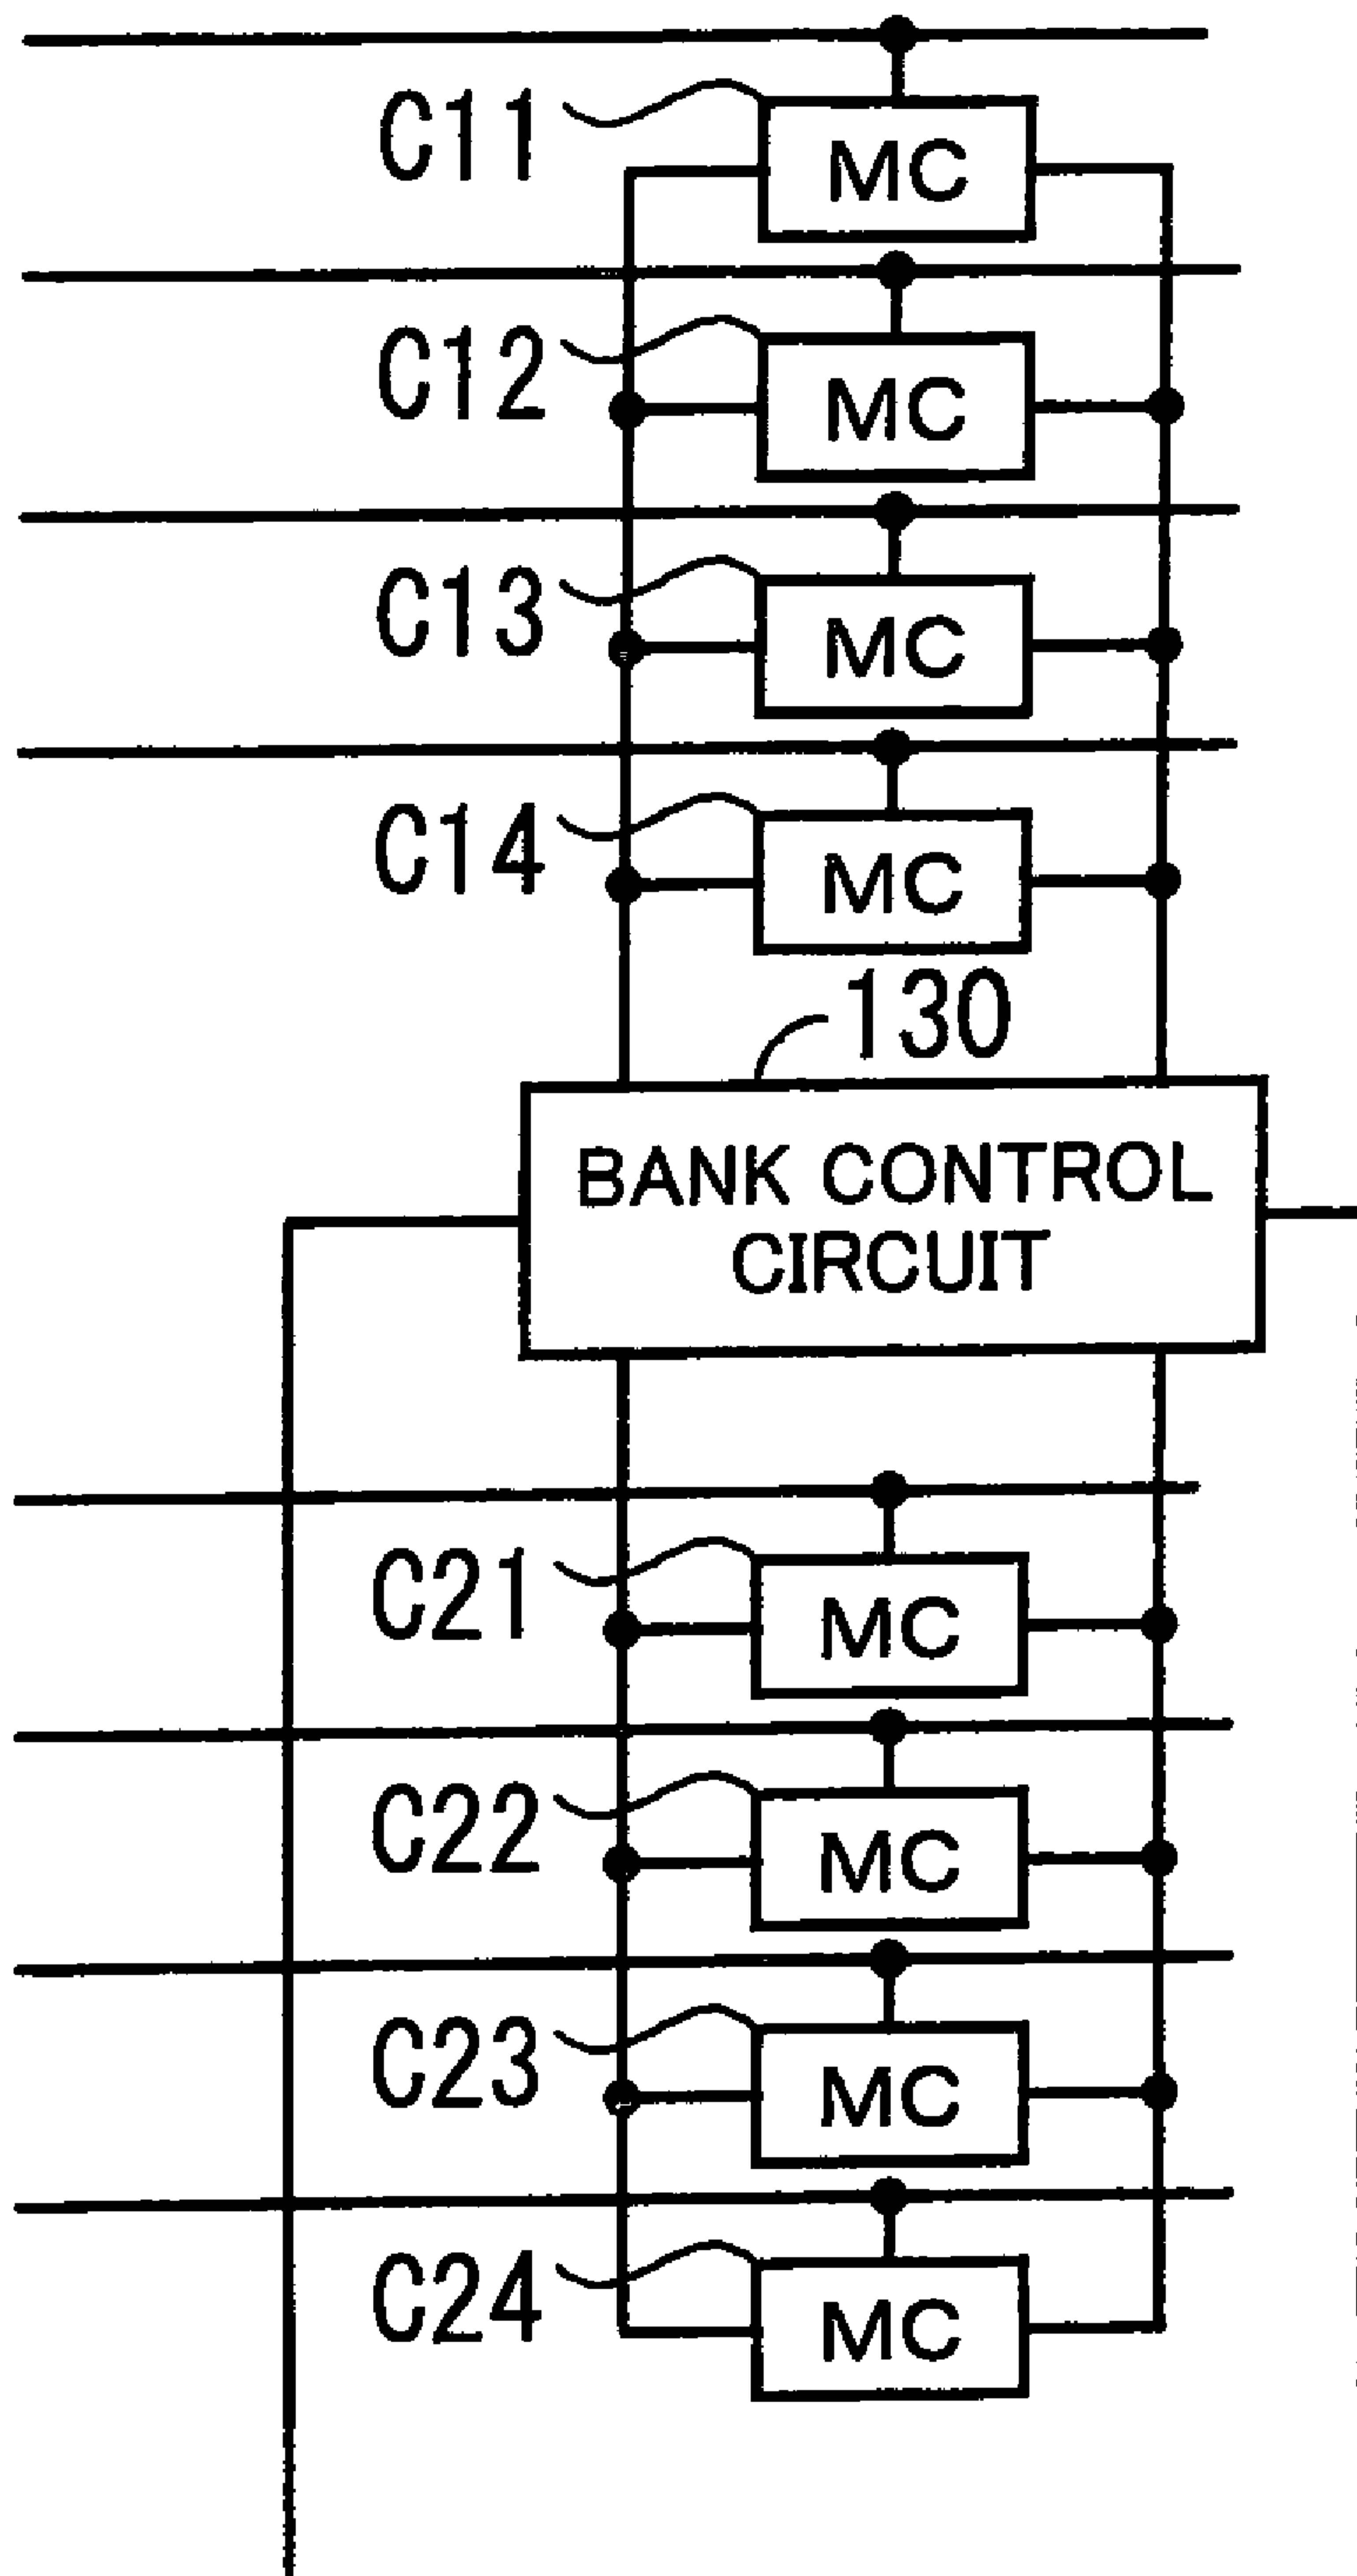 C11
MC
C12
MC
C13
MC
C14
MC
130
BANK CONTROL
CIRCUIT
C21
MC
C22
MC
C23
MC
C24
MC